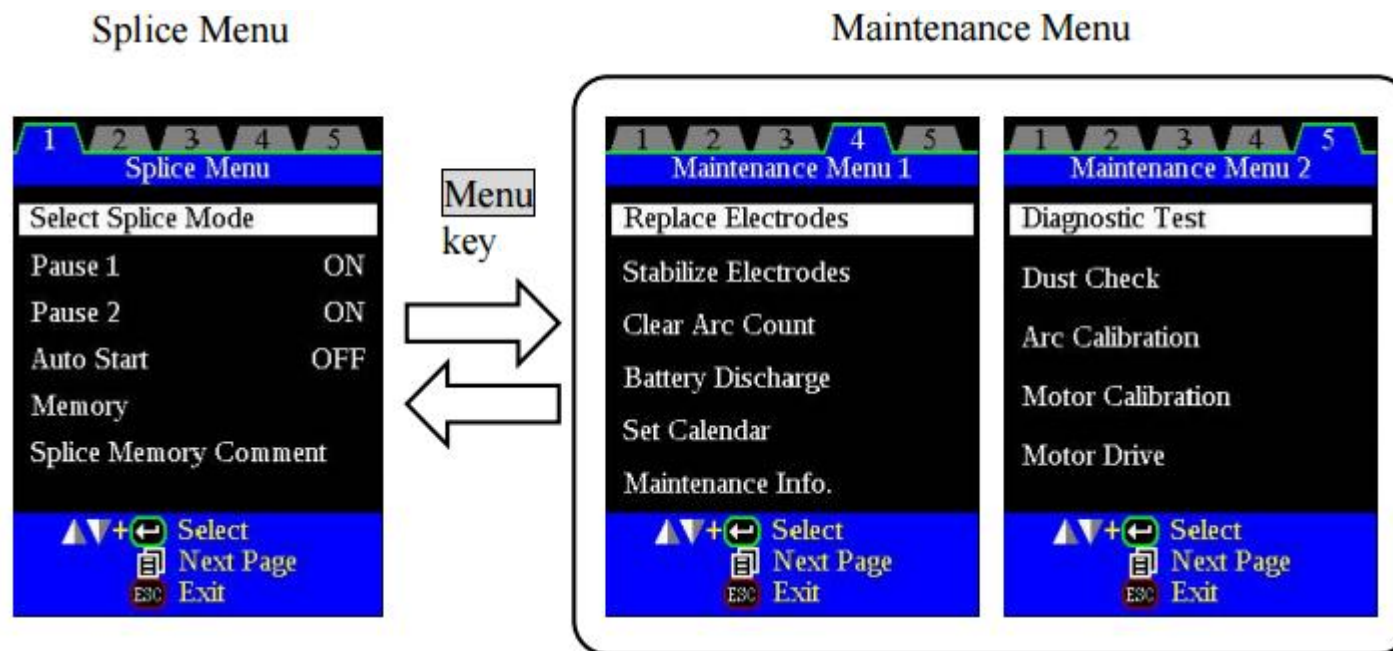 Splice Menu
Maintenance Menu
1 2 3 4 5
Splice Menu
Select Splice Mode
Pause 1 ON
Pause 2 ON
Auto Start OFF
Memory
Splice Memory Comment
+ Select
Next Page
ESC Exit
Menu
key
1 2 3 4 5
Maintenance Menu 1
Replace Electrodes
Stabilize Electrodes
Clear Arc Count
Battery Discharge
Set Calendar
Maintenance Info.
+ Select
Next Page
ESC Exit
1 2 3 4 5
Maintenance Menu 2
Diagnostic Test
Dust Check
Arc Calibration
Motor Calibration
Motor Drive
+ Select
Next Page
ESC Exit